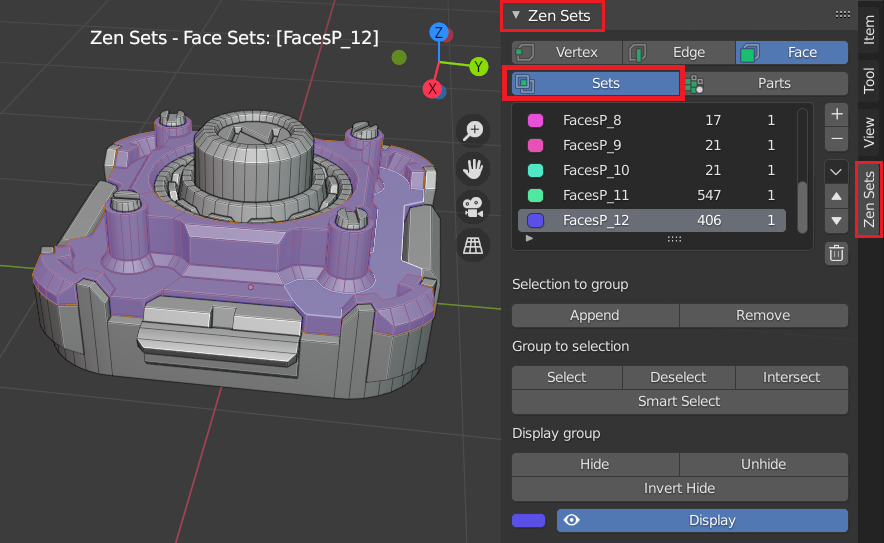 Zen Sets - Face Sets: [FacesP_12]
Z
Y
X
Zen Sets
Vertex Edge Face
Sets Parts
FacesP_8 17 1
FacesP_9 21 1
FacesP_10 21 1
FacesP_11 547 1
FacesP_12 406 1
Selection to group
Append Remove
Group to selection
Select Deselect Intersect
Smart Select
Display group
Hide Unhide
Invert Hide
Display
Item
Tool
View
Zen Sets